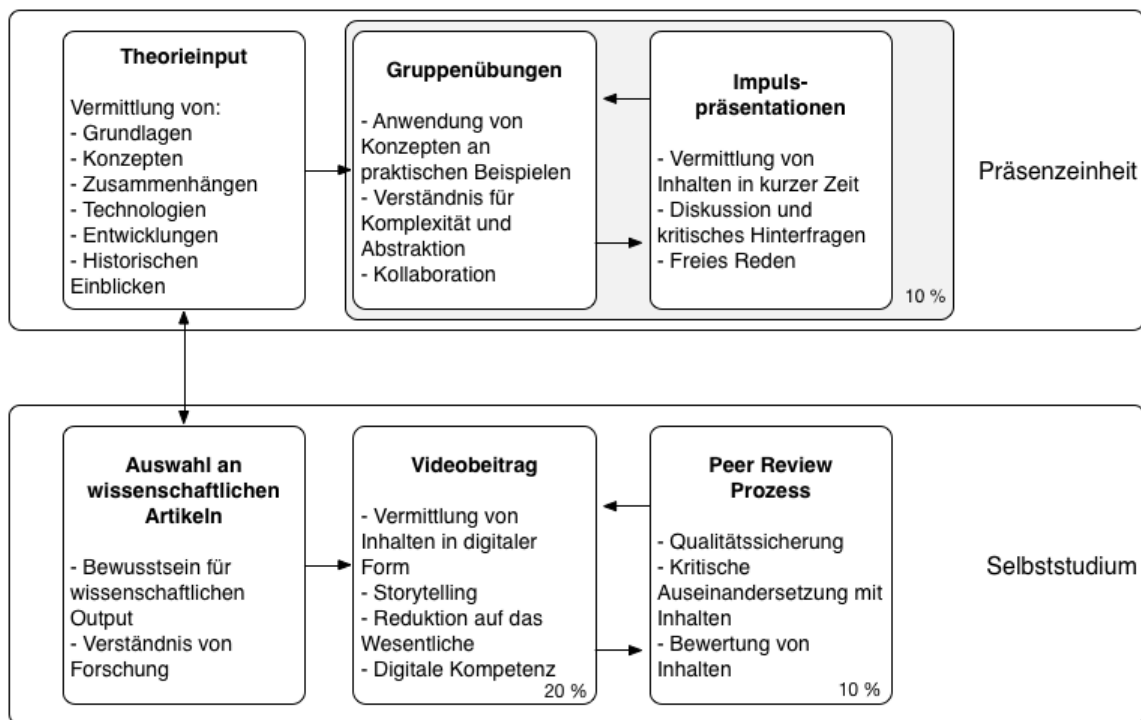 Theorieinput
Vermittlung von:
- Grundlagen
- Konzepten
- Zusammenhängen
- Technologien
- Entwicklungen
- Historischen
Einblicken
Gruppenübungen
- Anwendung von
Konzepten an
praktischen Beispielen
- Verständnis für
Komplexität und
Abstraktion
- Kollaboration
Impuls-
präsentationen
- Vermittlung von
Inhalten in kurzer Zeit
- Diskussion und
kritisches Hinterfragen
- Freies Reden
10 %
Präsenzeinheit
Auswahl an
wissenschaftlichen
Artikeln
- Bewusstsein für
wissenschaftlichen
Output
- Verständnis von
Forschung
Videobeitrag
- Vermittlung von
Inhalten in digitaler
Form
- Storytelling
- Reduktion auf das
Wesentliche
- Digitale Kompetenz
20 %
Peer Review
Prozess
- Qualitätssicherung
- Kritische
Auseinandersetzung mit
Inhalten
- Bewertung von
Inhalten
10 %
Selbststudium